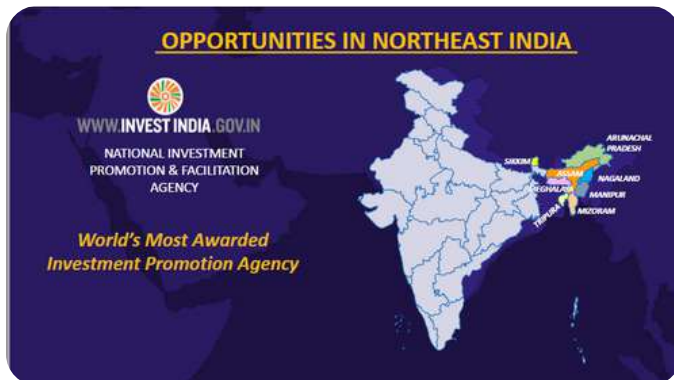 OPPORTUNITIES IN NORTHEAST INDIA
WWW.INVEST INDIA.GOV.IN
NATIONAL INVESTMENT
PROMOTION & FACILITATION
AGENCY
World's Most Awarded
Investment Promotion Agency
ARUNACHAL
PRADESH
SIKKIM
ASSAM
NAGALAND
MEGHALAYA
MANIPUR
TRIPURA
MIZORAM